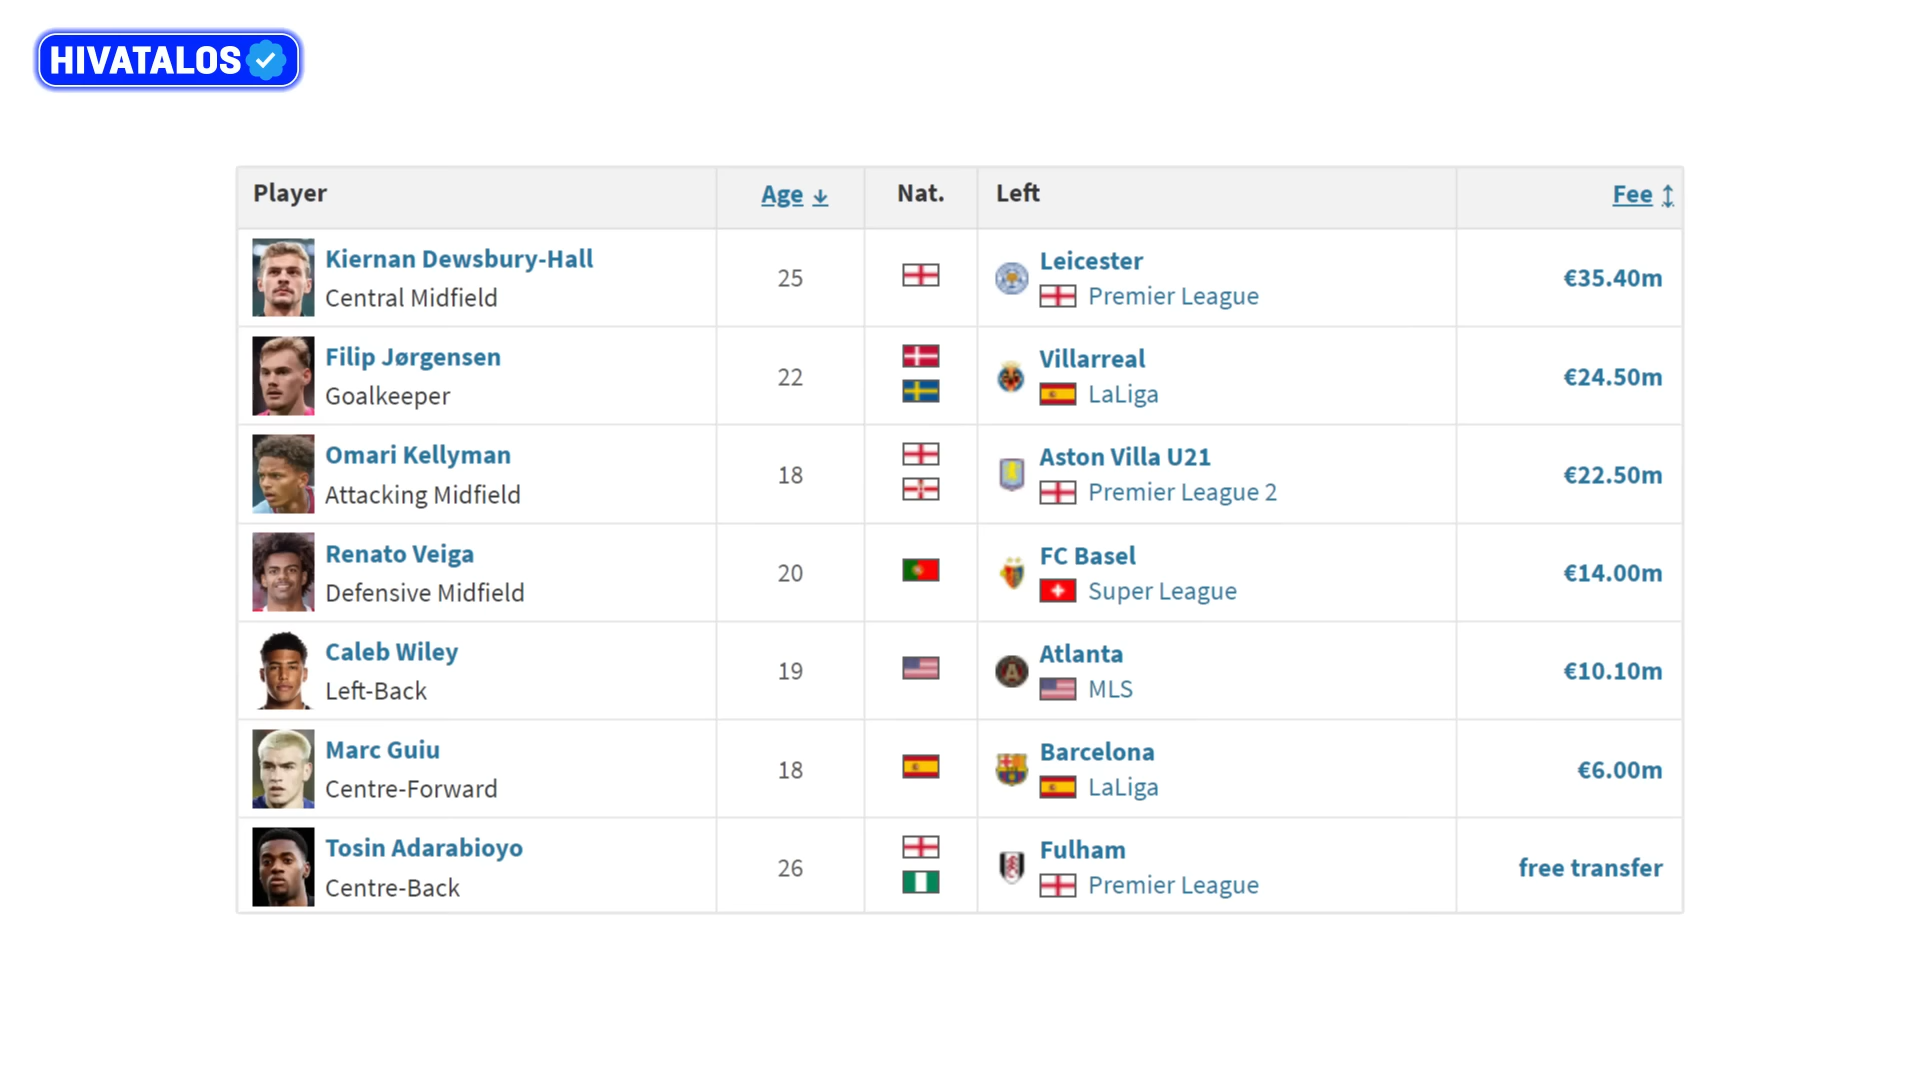 HIVATALOS
Player Age Nat. Left Fee
Kiernan Dewsbury-Hall
Central Midfield
25
Leicester
Premier League
€35.40m
Filip Jørgensen
Goalkeeper
22
Villarreal
LaLiga
€24.50m
Omari Kellyman
Attacking Midfield
18
Aston Villa U21
Premier League 2
€22.50m
Renato Veiga
Defensive Midfield
20
FC Basel
Super League
€14.00m
Caleb Wiley
Left-Back
19
Atlanta
MLS
€10.10m
Marc Guiu
Centre-Forward
18
Barcelona
LaLiga
€6.00m
Tosin Adarabioyo
Centre-Back
26
Fulham
Premier League
free transfer